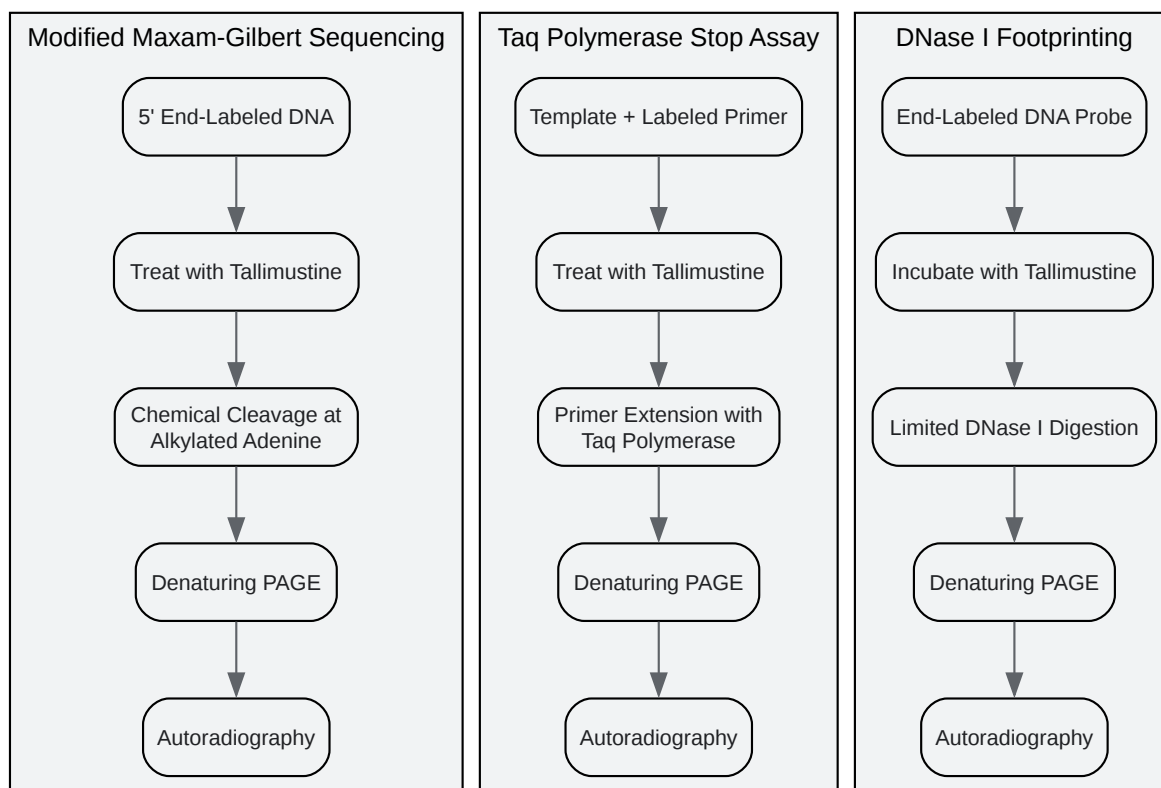 Modified Maxam-Gilbert Sequencing
5' End-Labeled DNA
Treat with Tallimustine
Chemical Cleavage at
Alkylated Adenine
Denaturing PAGE
Autoradiography
Taq Polymerase Stop Assay
Template + Labeled Primer
Treat with Tallimustine
Primer Extension with
Taq Polymerase
Denaturing PAGE
Autoradiography
DNase I Footprinting
End-Labeled DNA Probe
Incubate with Tallimustine
Limited DNase I Digestion
Denaturing PAGE
Autoradiography